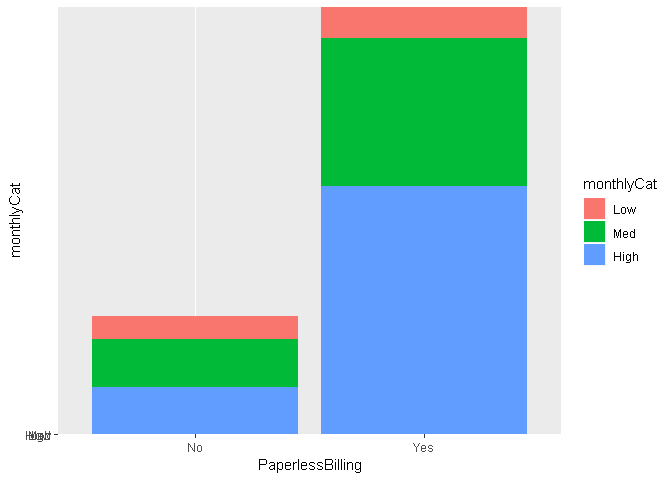 monthlyCat
No
Yes
PaperlessBilling
monthlyCat
Low
Med
High